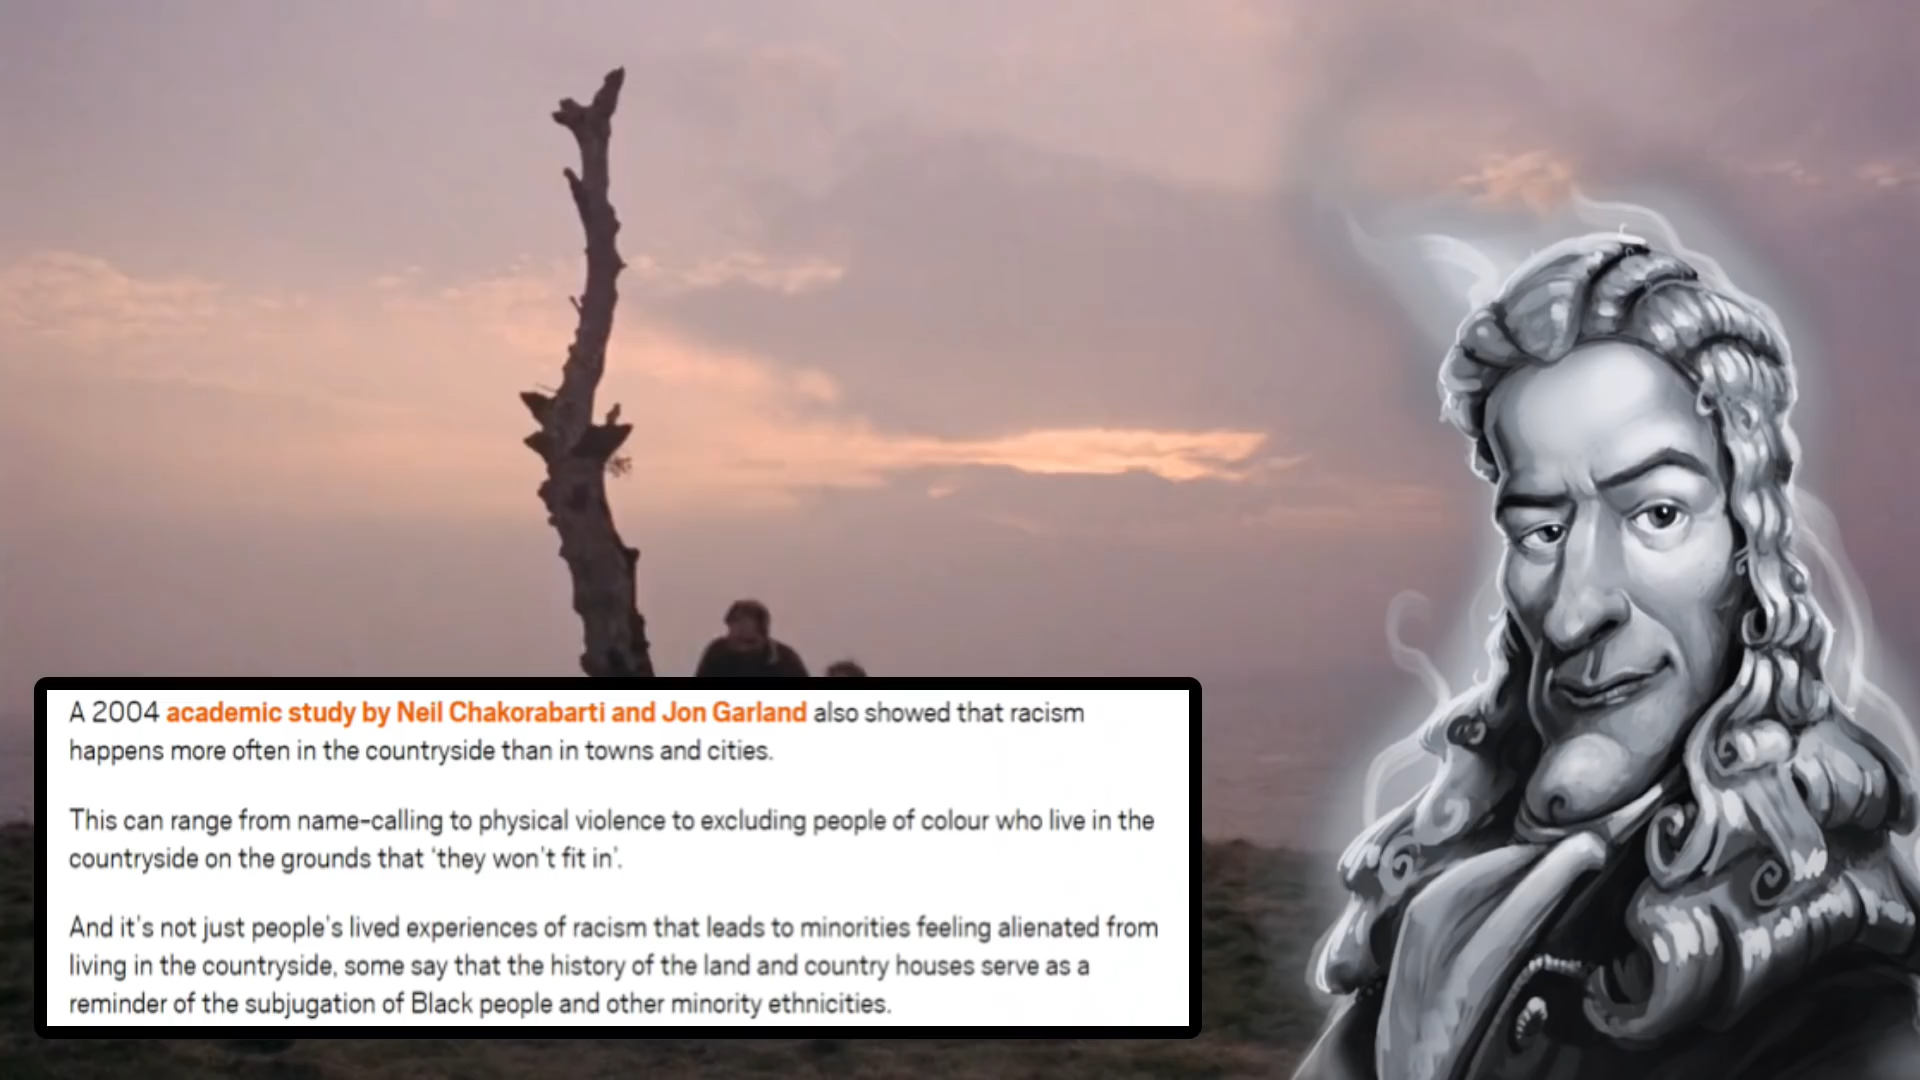 A 2004 academic study by Neil Chakorabarti and Jon Garland also showed that racism
happens more often in the countryside than in towns and cities.
This can range from name-calling to physical violence to excluding people of colour who live in the
countryside on the grounds that 'they won't fit in'.
And it's not just people's lived experiences of racism that leads to minorities feeling alienated from
living in the countryside, some say that the history of the land and country houses serve as a
reminder of the subjugation of Black people and other minority ethnicities.